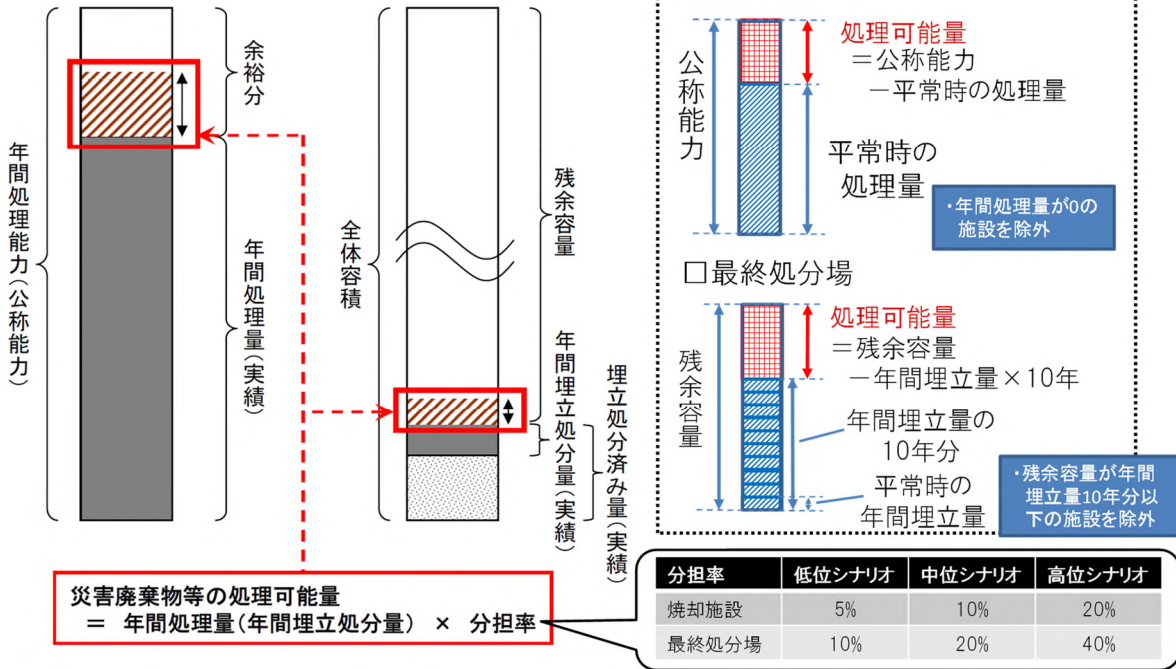 年間処理能力(公称能力)
余裕分
年間処理量(実績)
全体容積
残余容量
年間埋立処分量(実績)
埋立処分済み量(実績)
災害廃棄物等の処理可能量
= 年間処理量(年間埋立処分量) × 分担率
公称能力
処理可能量
=公称能力
-平常時の処理量
平常時の
処理量
・年間処理量が0の
施設を除外
□最終処分場
残余容量
処理可能量
=残余容量
-年間埋立量×10年
年間埋立量の
10年分
平常時の
年間埋立量
・残余容量が年間
埋立量10年分以
下の施設を除外
分担率 低位シナリオ 中位シナリオ 高位シナリオ
焼却施設 5% 10% 20%
最終処分場 10% 20% 40%